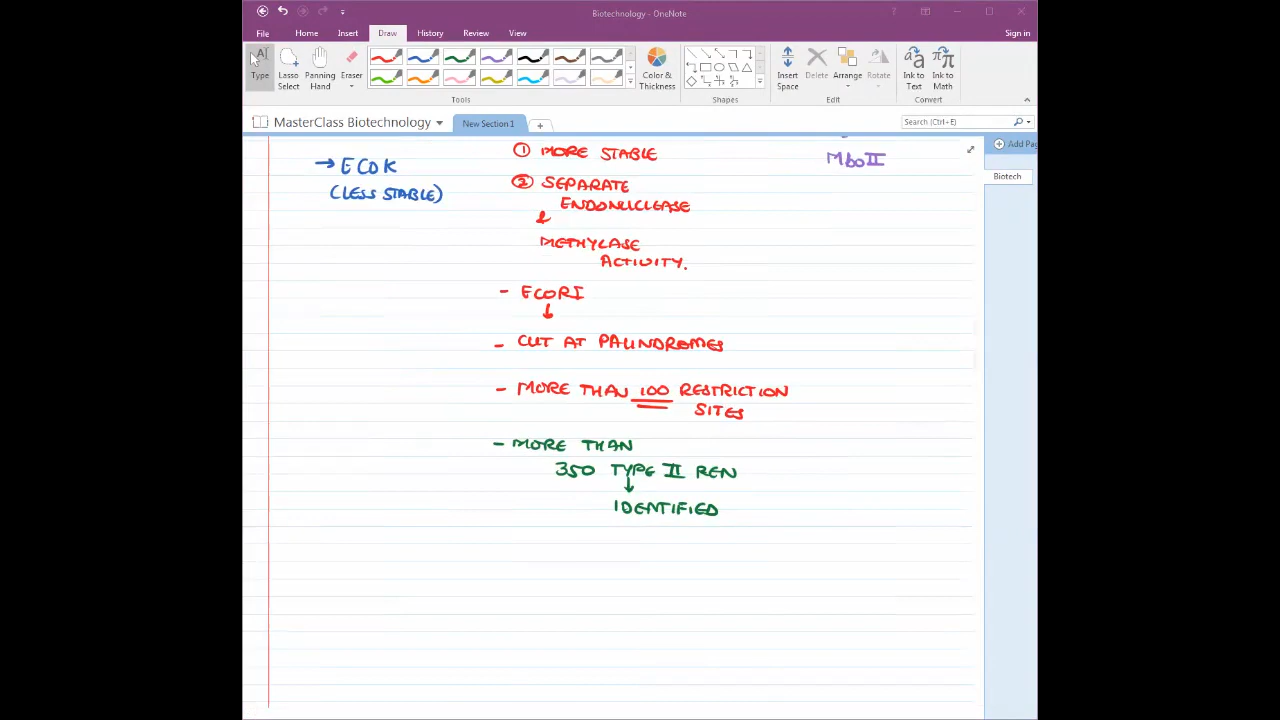 Biotechnology - OneNote
File Home Insert Draw History Review View Sign in
Type
Lasso Select
Panning Hand
Eraser
Color & Thickness
Insert Space
Delete
Arrange
Rotate
Ink to Text
Ink to Math
Tools Shapes Edit Convert
MasterClass Biotechnology New Section 1 Search (Ctrl+E)
Add Pag
Biotech
→ ECOK
(LESS STABLE)
① MORE STABLE
② SEPARATE
ENDONUCLEASE
&
METHYLASE
ACTIVITY.
- ECORI
↓
- CUT AT PALINDROMES
- MORE THAN 100 RESTRICTION
SITES
- MORE THAN
350 TYPE II REN
↓
IDENTIFIED
MboII